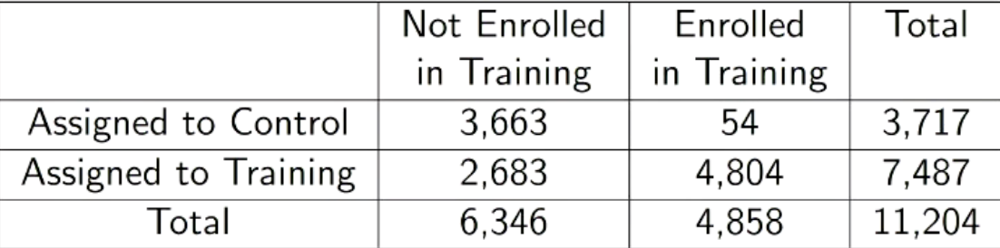 Not Enrolled Enrolled Total
in Training in Training
Assigned to Control 3,663 54 3,717
Assigned to Training 2,683 4,804 7,487
Total 6,346 4,858 11,204